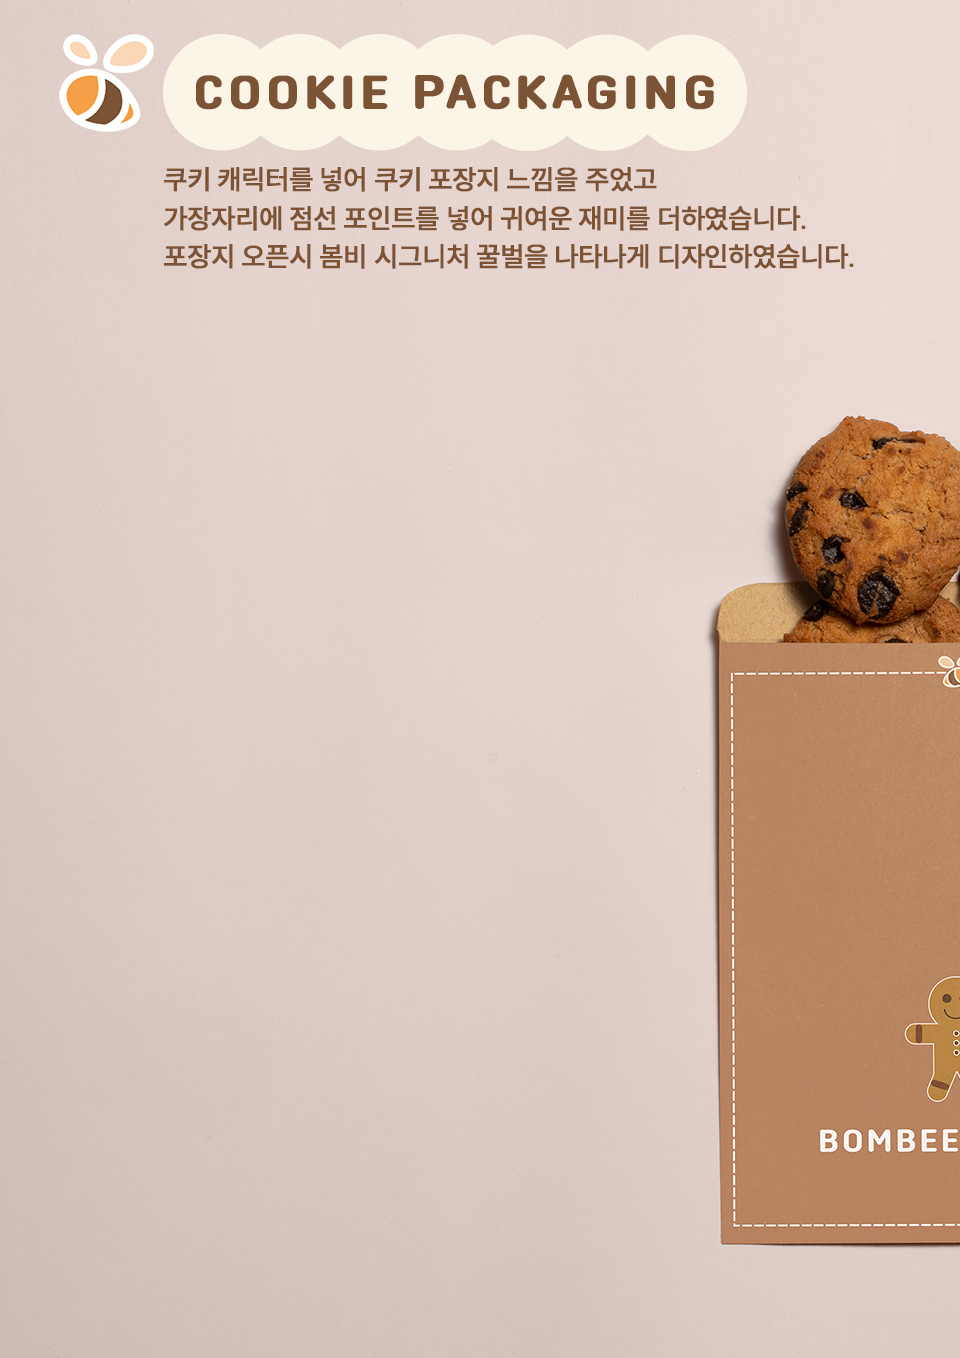 COOKIE PACKAGING
쿠키 캐릭터를 넣어 쿠키 포장지 느낌을 주었고
가장자리에 점선 포인트를 넣어 귀여운 재미를 더하였습니다.
포장지 오픈시 봄비 시그니처 꿀벌을 나타나게 디자인하였습니다.
BOMBEE